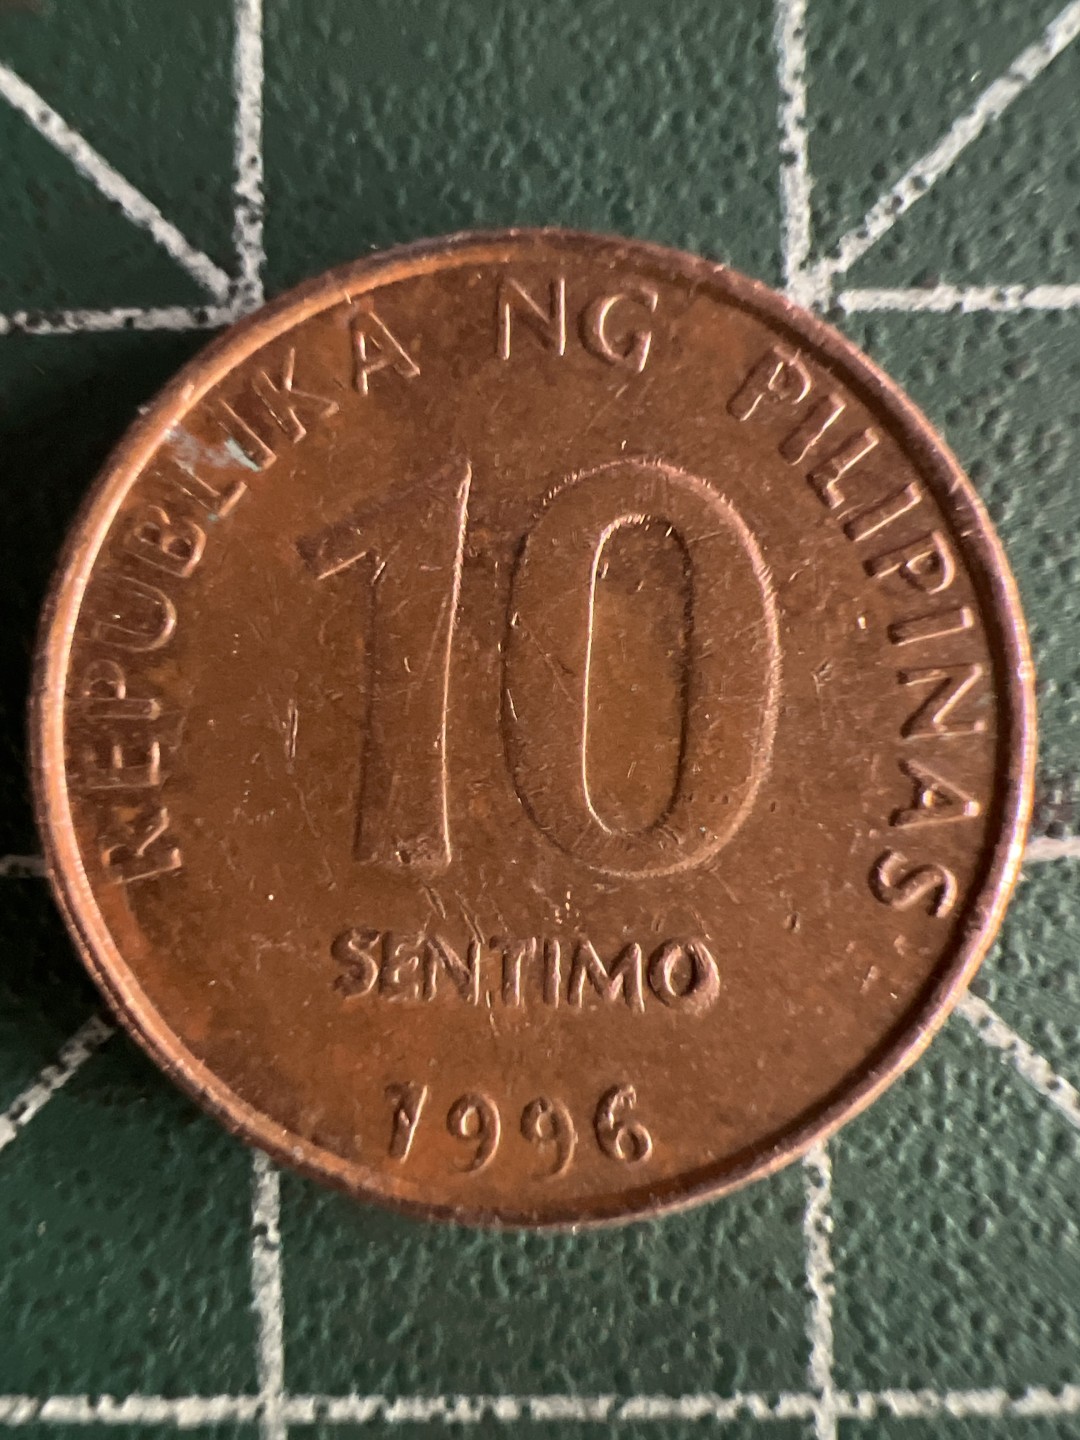 REPUBLIKA NG PILIPINAS
10
SENTIMO
1996